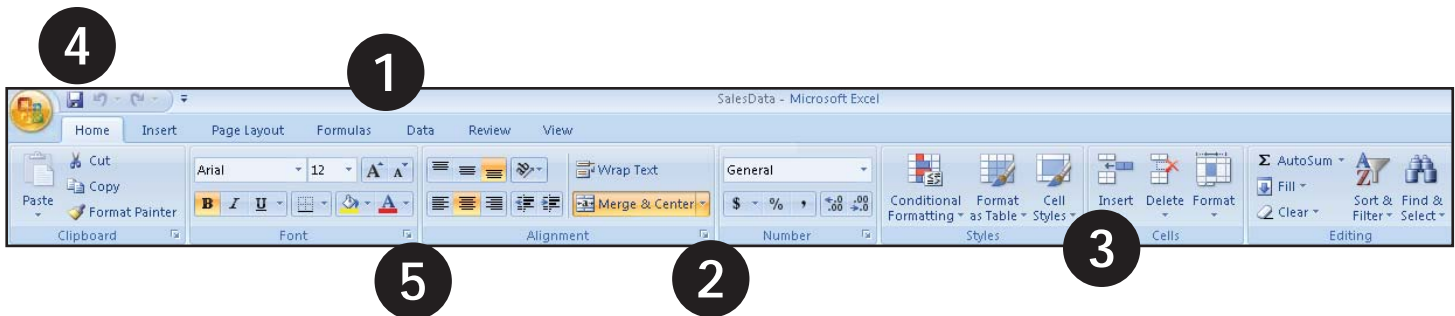 4
1
SalesData - Microsoft Excel
Home Insert Page Layout Formulas Data Review View
Cut
Copy
Format Painter
Paste
Clipboard
Arial 12 A A
B I U A
Font
Wrap Text
Merge & Center
Alignment
General
$ % , .00 .0
Number
Conditional Formatting
Format as Table
Cell Styles
Styles
Insert Delete Format
Cells
Σ AutoSum
Fill
Clear
Sort & Filter
Find & Select
Editing
5
2
3